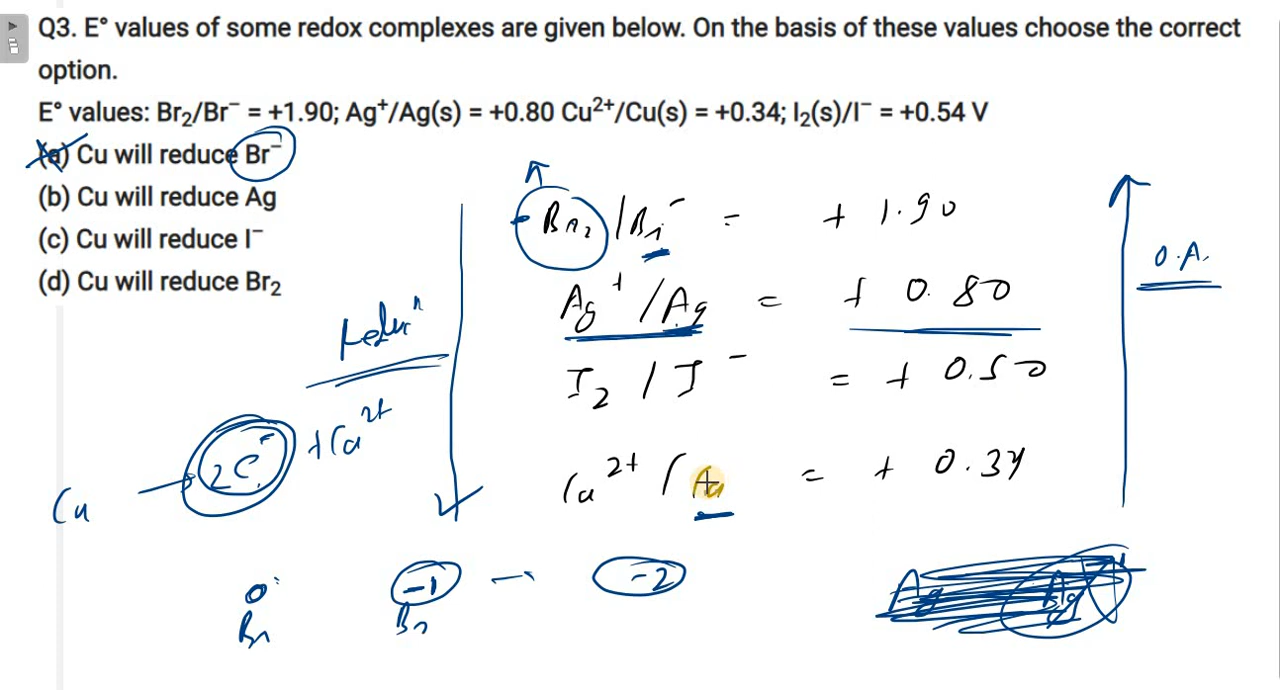 Q3. E° values of some redox complexes are given below. On the basis of these values choose the correct
option.
E° values: Br₂/Br⁻ = +1.90; Ag⁺/Ag(s) = +0.80 Cu²⁺/Cu(s) = +0.34; I₂(s)/I⁻ = +0.54 V
(a) Cu will reduce Br⁻
(b) Cu will reduce Ag
(c) Cu will reduce I⁻
(d) Cu will reduce Br₂
Br₂/Br⁻ = + 1.90
O.A.
Ag⁺/Ag = + 0.80
I₂/I⁻ = + 0.50
Cu²⁺/Cu = + 0.34
Cu → 2e⁻ + Cu²⁺
0 -1 → -2
Br Br